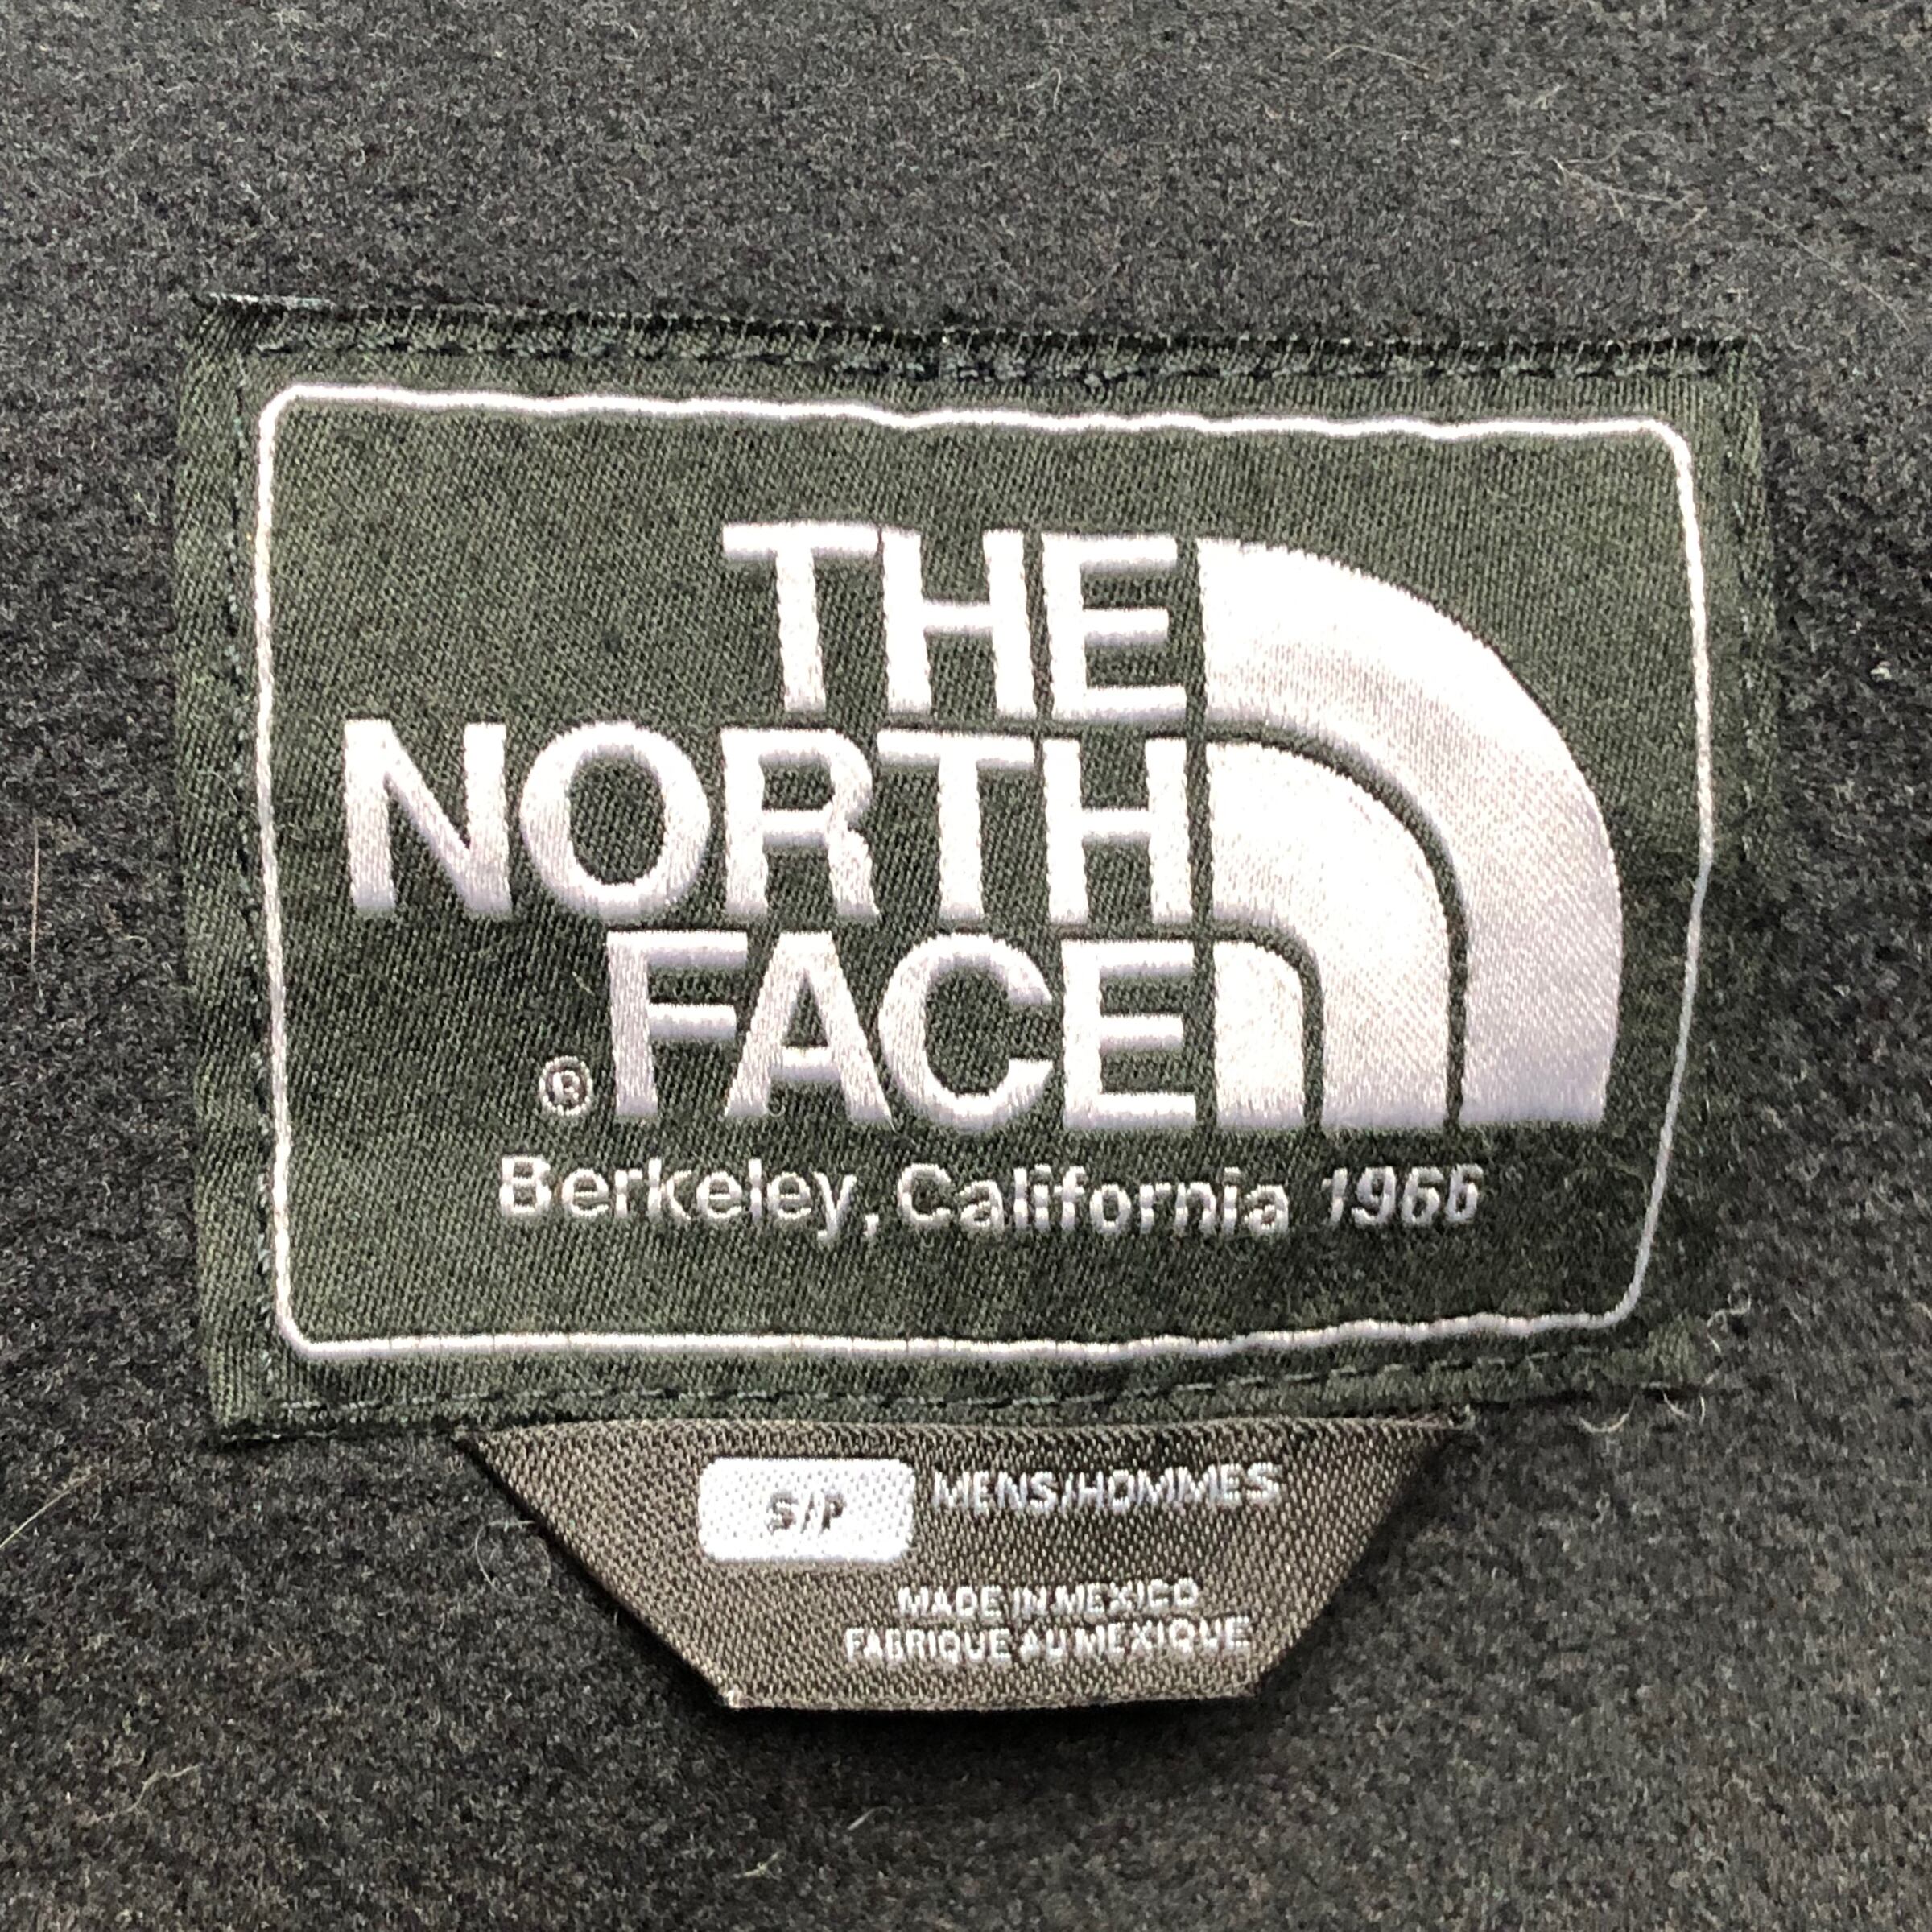 THE
NORTH
® FACE
Berkeley, California 1966
S/P MENS/HOMMES
MADE IN MEXICO
FABRIQUE AU MEXIQUE